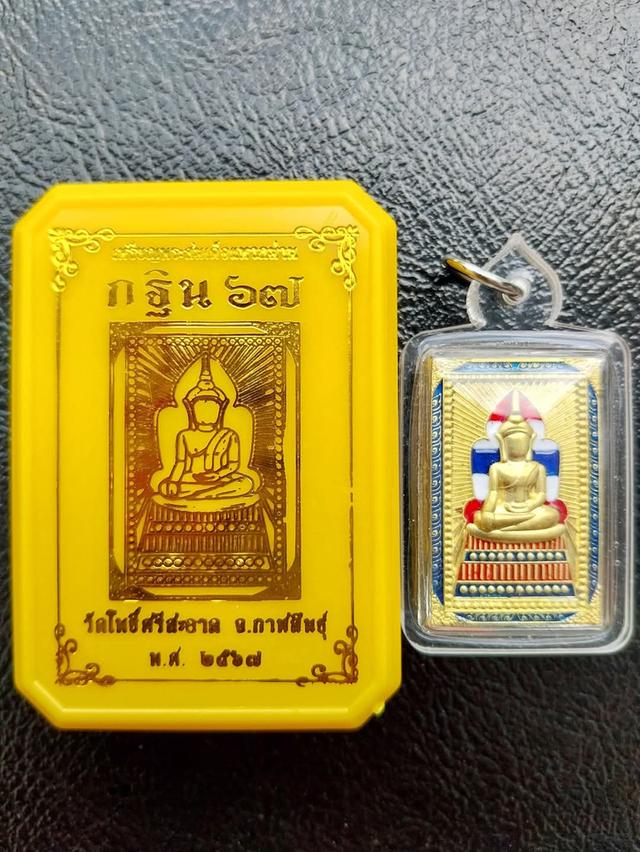 กฐิน ๖๗
วัดโพธิ์ศรีสะอาด จ.กาฬสินธุ์
พ.ศ. ๒๕๖๗